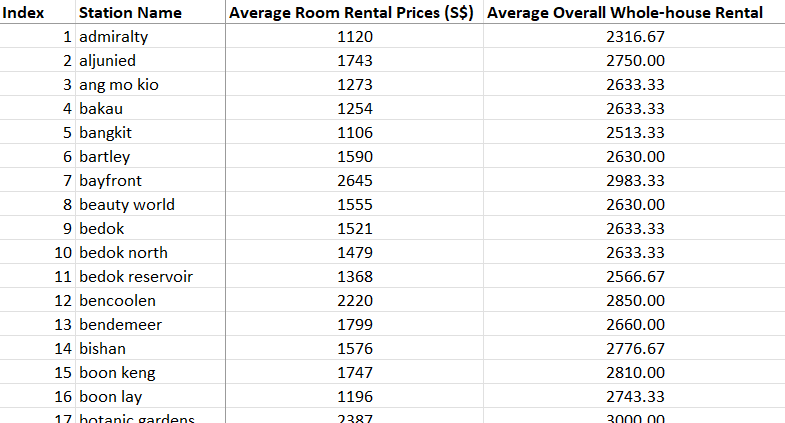 Index Station Name Average Room Rental Prices (S$) Average Overall Whole-house Rental
1 admiralty 1120 2316.67
2 aljunied 1743 2750.00
3 ang mo kio 1273 2633.33
4 bakau 1254 2633.33
5 bangkit 1106 2513.33
6 bartley 1590 2630.00
7 bayfront 2645 2983.33
8 beauty world 1555 2630.00
9 bedok 1521 2633.33
10 bedok north 1479 2633.33
11 bedok reservoir 1368 2566.67
12 bencoolen 2220 2850.00
13 bendemeer 1799 2660.00
14 bishan 1576 2776.67
15 boon keng 1747 2810.00
16 boon lay 1196 2743.33
17 botanic gardens 2387 3000.00